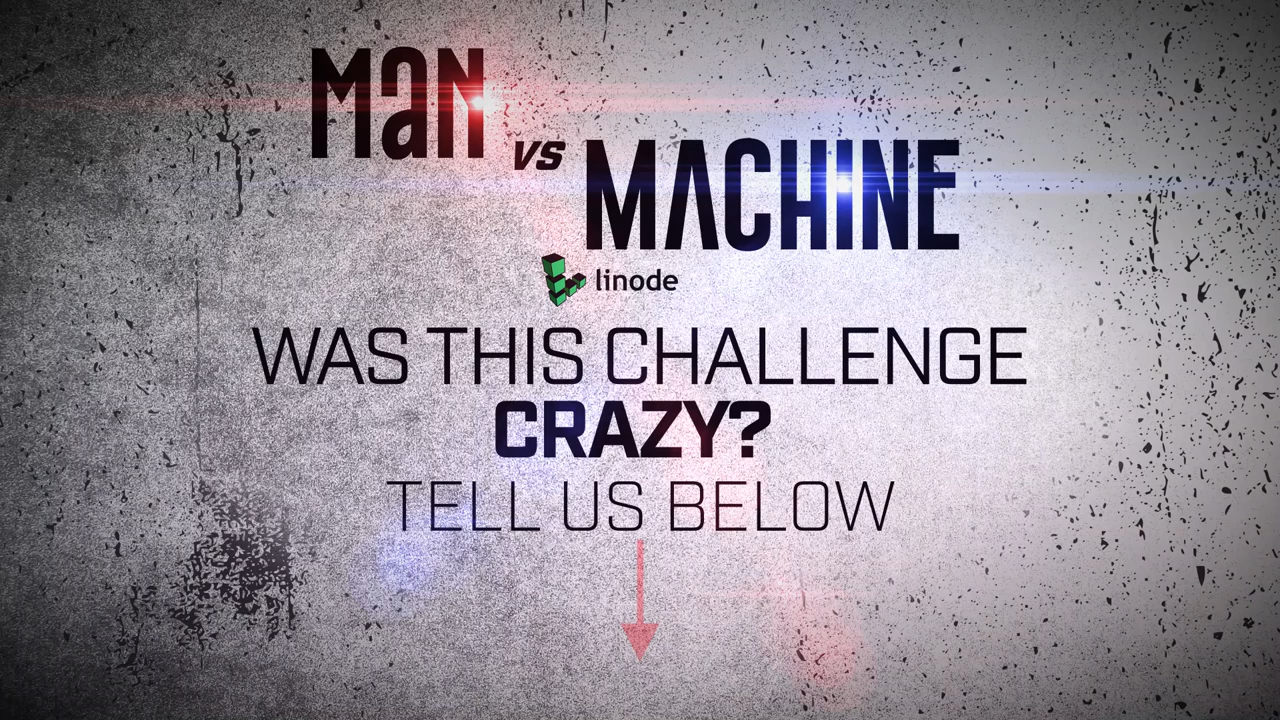 MaN
vs
MACHINE
linode
WAS THIS CHALLENGE
CRAZY?
TELL US BELOW